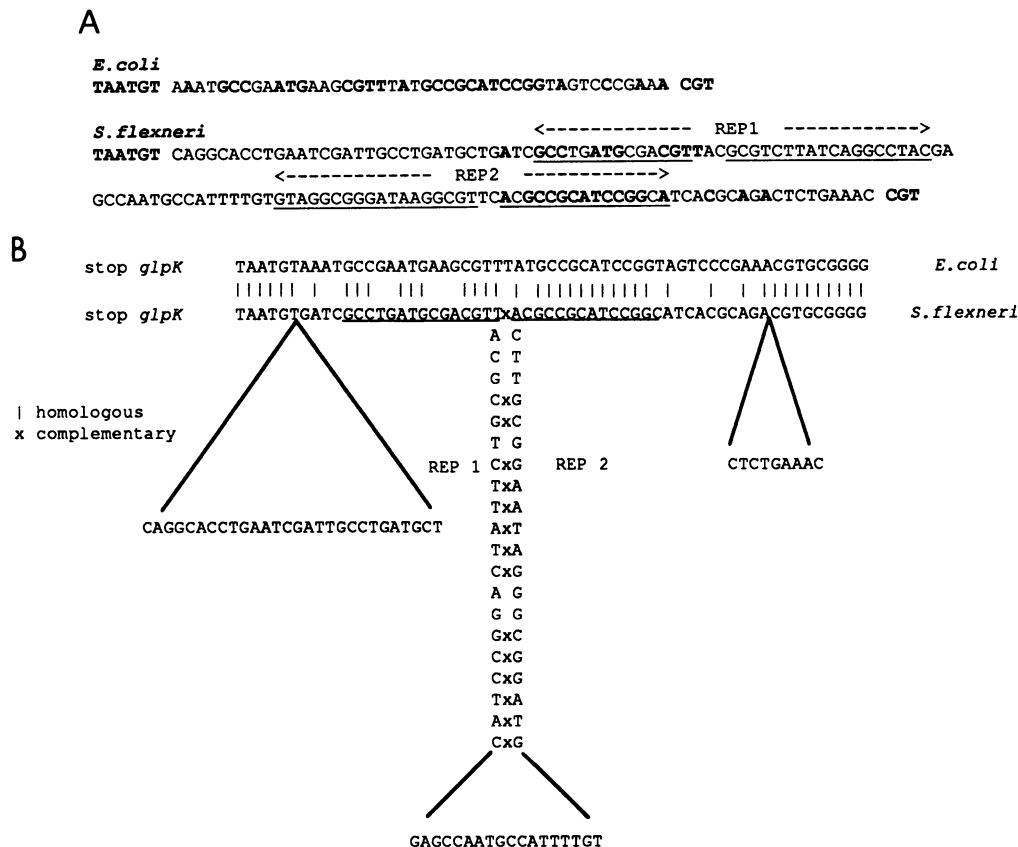 A
E.coli
TAATGT AAATGCCGAATGAAGCGTTTATGCCGCATCCGGTAGTCCCGAAA CGT
S.flexneri <-------------- REP1 ------------->
TAATGT CAGGCACCTGAATCGATTGCCTGATGCTGATCGCCTGATGCGACGTTACGCGTCTTATCAGGCCTACGA
<-------------- REP2 ------------->
GCCAATGCCATTTTGTGTAGGCGGGATAAGGCGTTCACGCCGCATCCGGCATCACGCAGACTCTGAAAC CGT
B
stop glpK TAATGTAAATGCCGAATGAAGCGTTTATGCCGCATCCGGTAGTCCCGAAACGTGCGGGG E.coli
stop glpK TAATGTGATCGCCTGATGCGACGTTxACGCCGCATCCGGCATCACGCAGACGTGCGGGG S.flexneri
A C
C T
G T
CxG
GxC
T G
| homologous
x complementary
REP 1 CxG REP 2
TxA
TxA
AxT
TxA
CxG
A G
G G
GxC
CxG
CxG
TxA
AxT
CxG
CTCTGAAAC
CAGGCACCTGAATCGATTGCCTGATGCT
GAGCCAATGCCATTTTGT